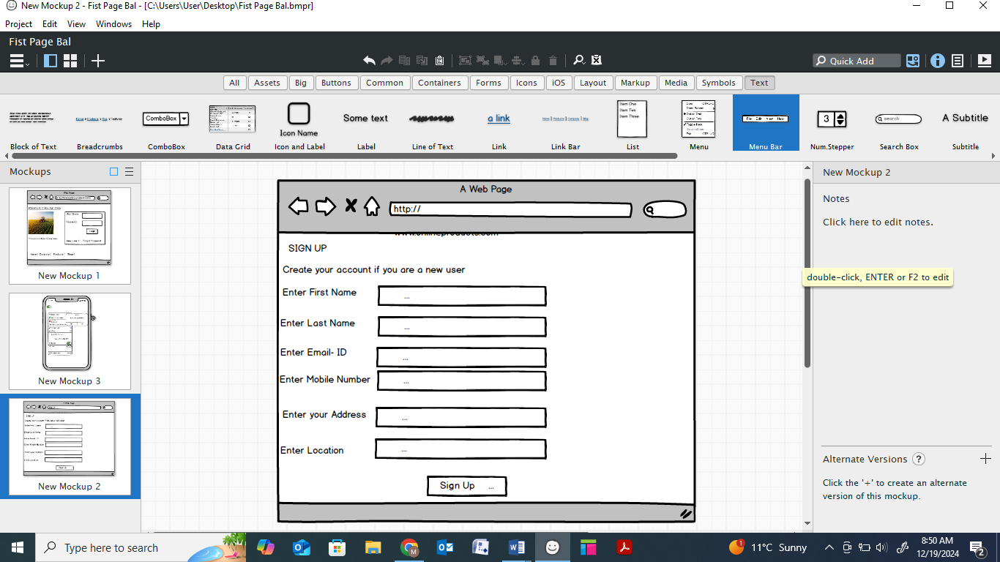 New Mockup 2 - Fist Page Bal - [C:\Users\User\Desktop\Fist Page Bal.bmpr]
Project Edit View Windows Help
Fist Page Bal
Quick Add
All Assets Big Buttons Common Containers Forms Icons iOS Layout Markup Media Symbols Text
ComboBox
Icon Name
Some text
a link
Item One
Item Two
Item Three
File Edit View Help
3
search
A Subtitle
Block of Text Breadcrumbs ComboBox Data Grid Icon and Label Label Line of Text Link Link Bar List Menu Menu Bar Num.Stepper Search Box Subtitle
Mockups
New Mockup 1
New Mockup 3
New Mockup 2
A Web Page
http://
www.onlineproducts.com
SIGN UP
Create your account if you are a new user
Enter First Name ...
Enter Last Name ...
Enter Email- ID ...
Enter Mobile Number ...
Enter your Address ...
Enter Location ...
Sign Up ...
New Mockup 2
Notes
Click here to edit notes.
double-click, ENTER or F2 to edit
Alternate Versions ?
Click the '+' to create an alternate
version of this mockup.
Type here to search
1
11°C Sunny
8:50 AM
12/19/2024
2